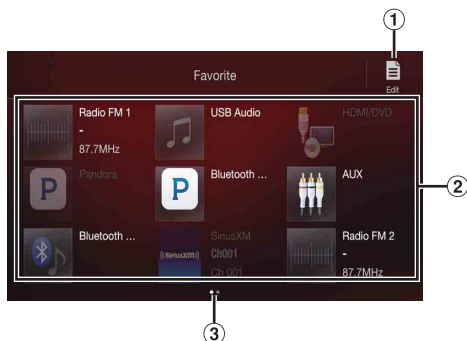 1
Favorite
Edit
Radio FM 1
-
87.7MHz
USB Audio
HDMI/DVD
Pandora
P
Bluetooth ...
P
AUX
2
Bluetooth ...
((SiriusXM))
SiriusXM
Ch001
Ch 001
Radio FM 2
-
87.7MHz
3